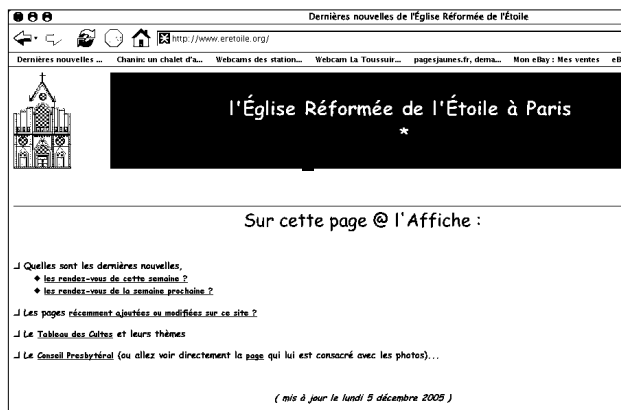 Dernières nouvelles de l'Église Réformée de l'Étoile
http://www.eretoile.org/
Dernières nouvelles ... Chanin: un chalet d'a... Webcams des station... Webcam La Toussuir... pagesjaunes.fr, dema... Mon eBay : Mes ventes eB
l'Église Réformée de l'Étoile à Paris
*
Sur cette page @ l'Affiche :
Quelles sont les dernières nouvelles,
les rendez-vous de cette semaine ?
les rendez-vous de la semaine prochaine ?
Les pages récemment ajoutées ou modifiées sur ce site ?
Le Tableau des Cultes et leurs thèmes
Le Conseil Presbytéral (ou allez voir directement la page qui lui est consacré avec les photos)...
( mis à jour le lundi 5 décembre 2005 )